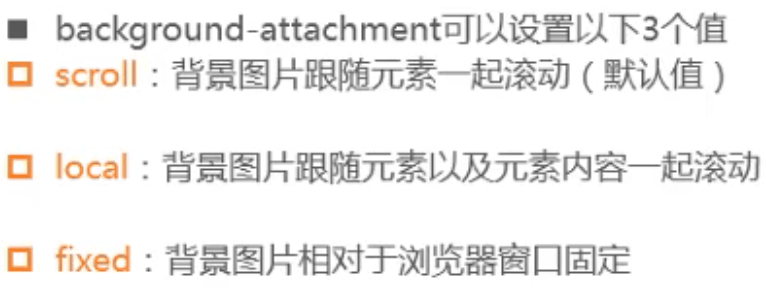 background-attachment可以设置以下3个值
scroll：背景图片跟随元素一起滚动（默认值）
local：背景图片跟随元素以及元素内容一起滚动
fixed：背景图片相对于浏览器窗口固定